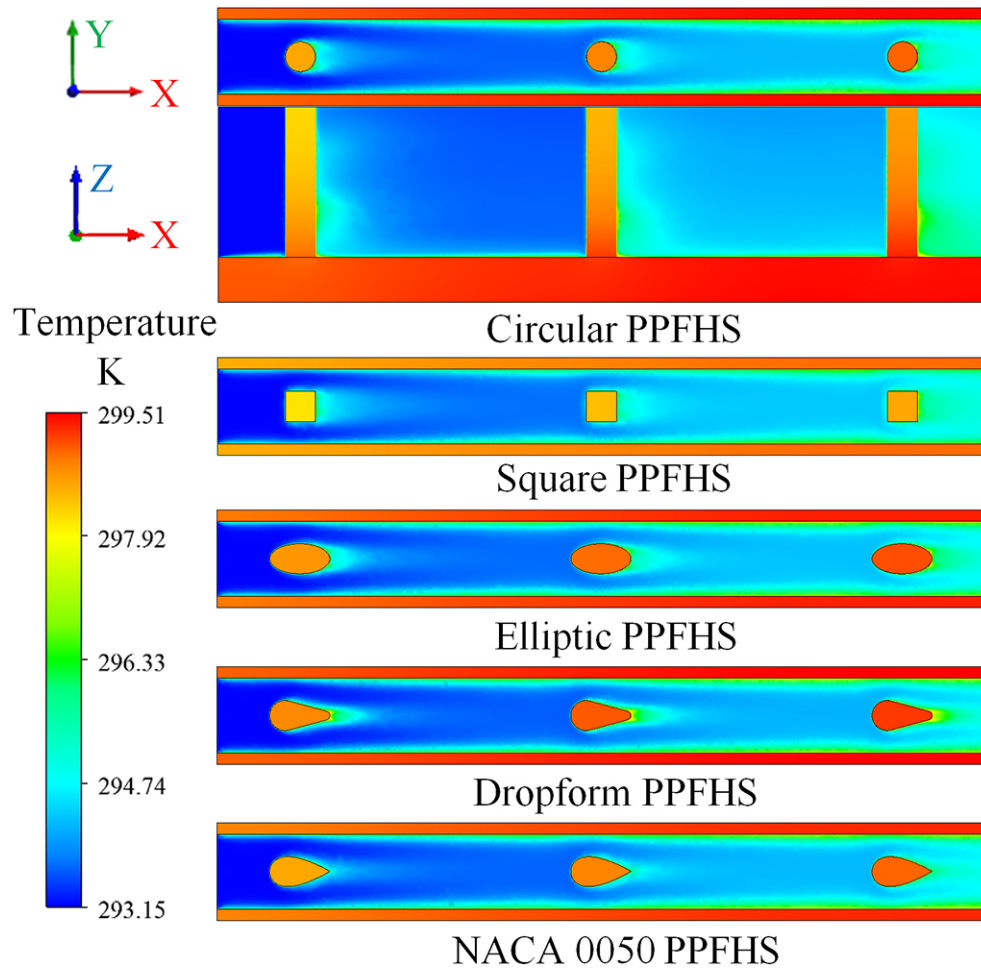 Y
X
Z
X
Circular PPFHS
Temperature
K
299.51
297.92
296.33
294.74
293.15
Square PPFHS
Elliptic PPFHS
Dropform PPFHS
NACA 0050 PPFHS